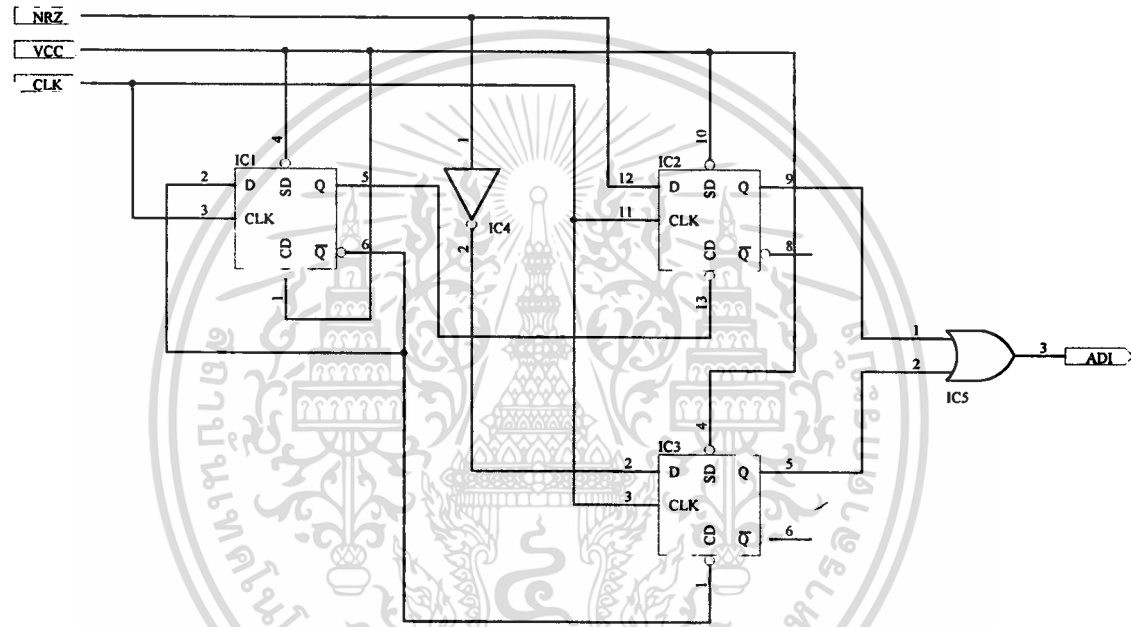 NRZ
VCC
CLK
IC1
4
2 D SD Q 5
3 CLK
CD Q 6
1
1
IC4
2
IC2
10
12 D SD Q 9
11 CLK
CD Q 8
13
1
2
3 ADI
IC5
IC3
4
2 D SD Q 5
3 CLK
CD Q 6
1